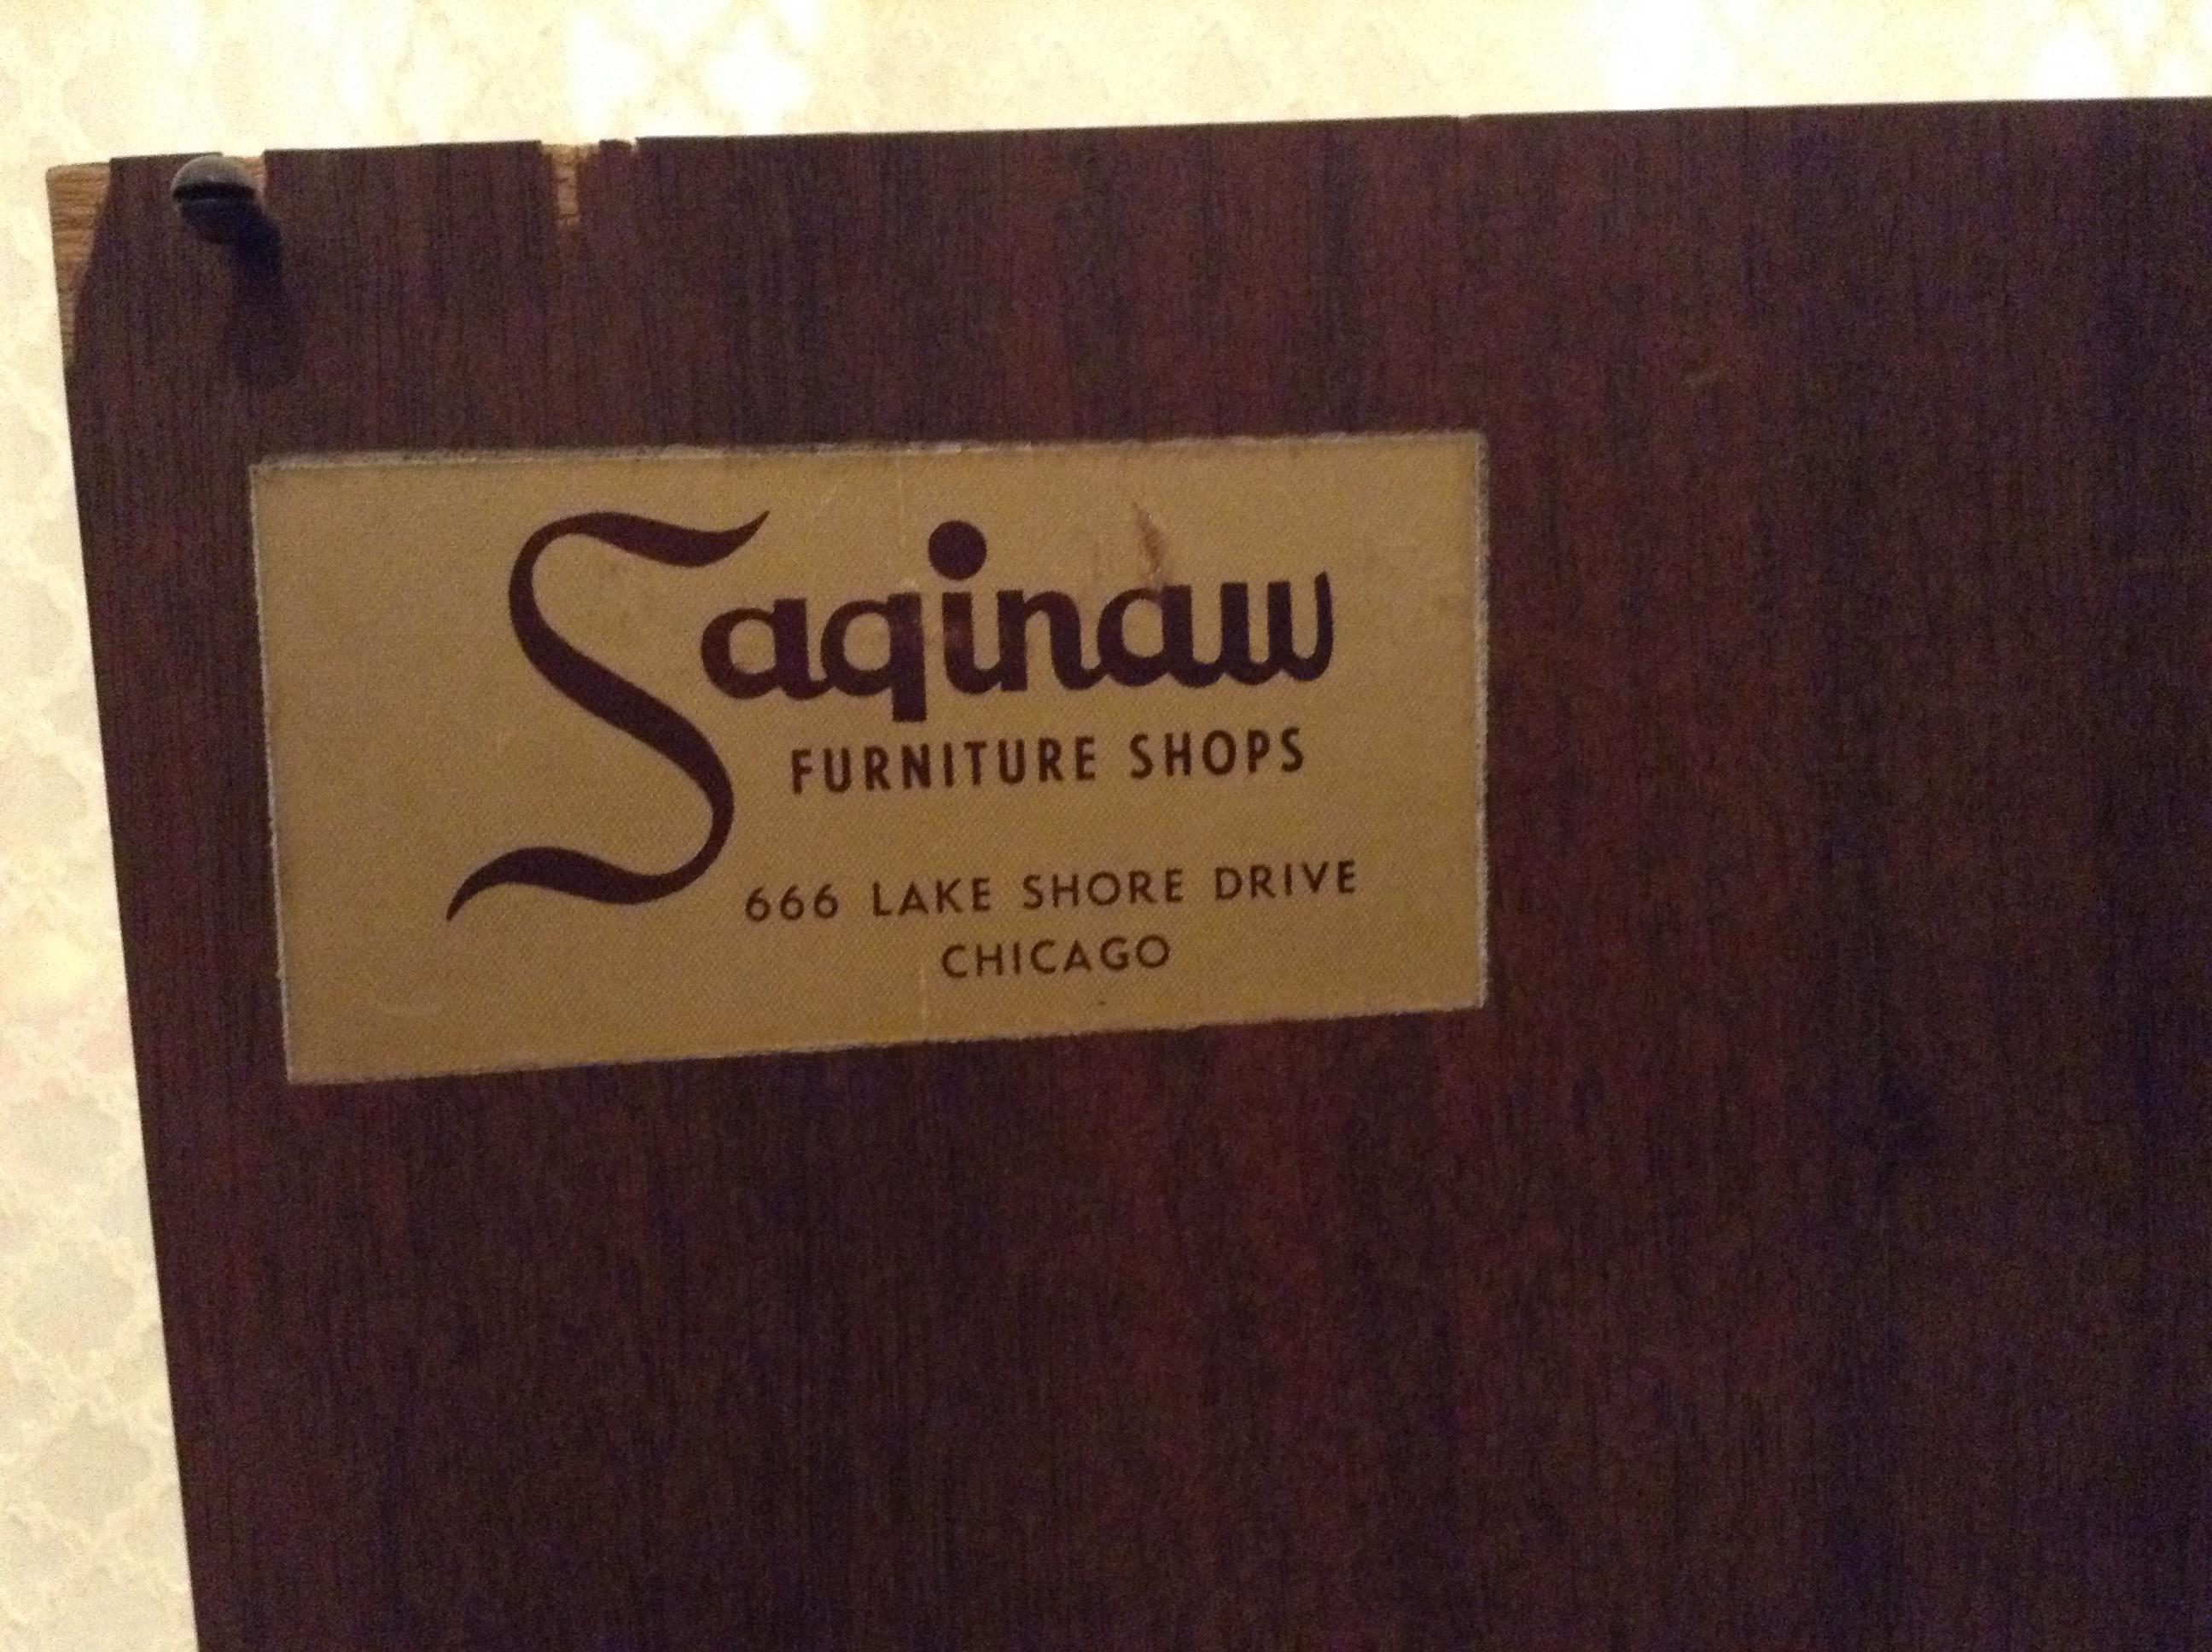 Saginaw
FURNITURE SHOPS
666 LAKE SHORE DRIVE
CHICAGO